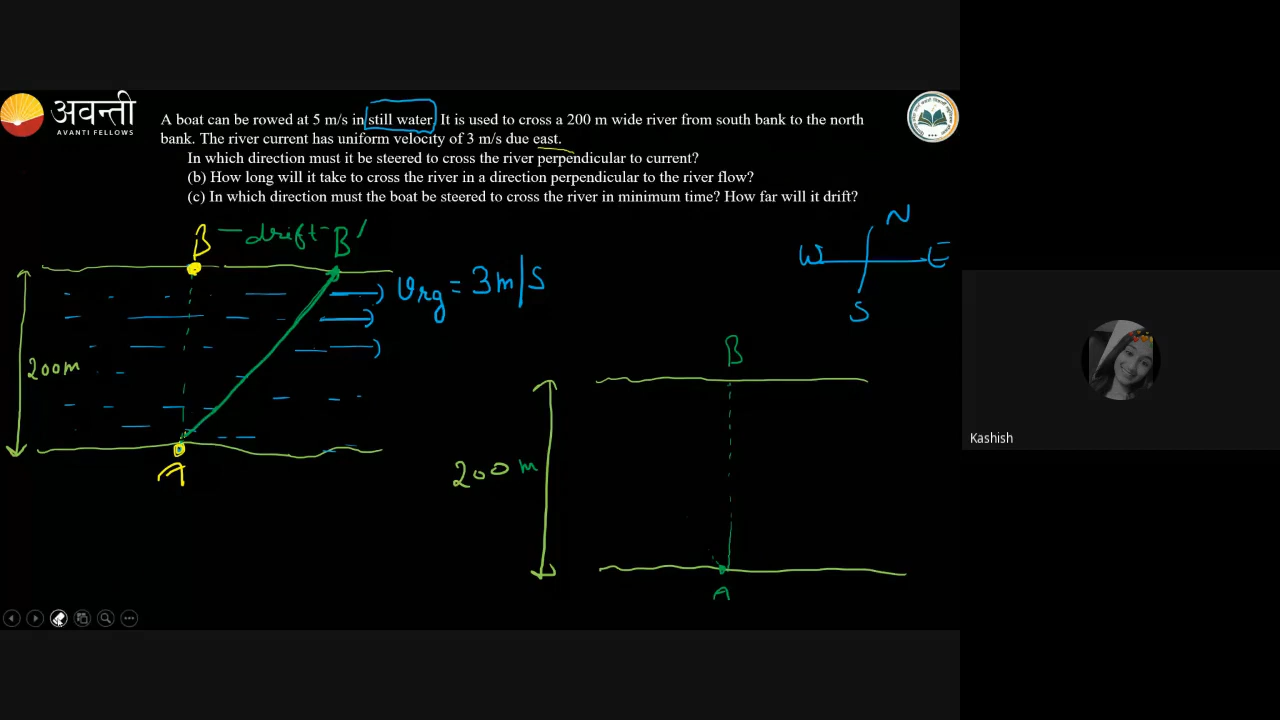 अवन्ती
AVANTI FELLOWS
A boat can be rowed at 5 m/s in still water. It is used to cross a 200 m wide river from south bank to the north
bank. The river current has uniform velocity of 3 m/s due east.
In which direction must it be steered to cross the river perpendicular to current?
(b) How long will it take to cross the river in a direction perpendicular to the river flow?
(c) In which direction must the boat be steered to cross the river in minimum time? How far will it drift?
N
W E
S
B – drift – B'
Vrg = 3m/S
200m
A
B
200 m
A
Kashish